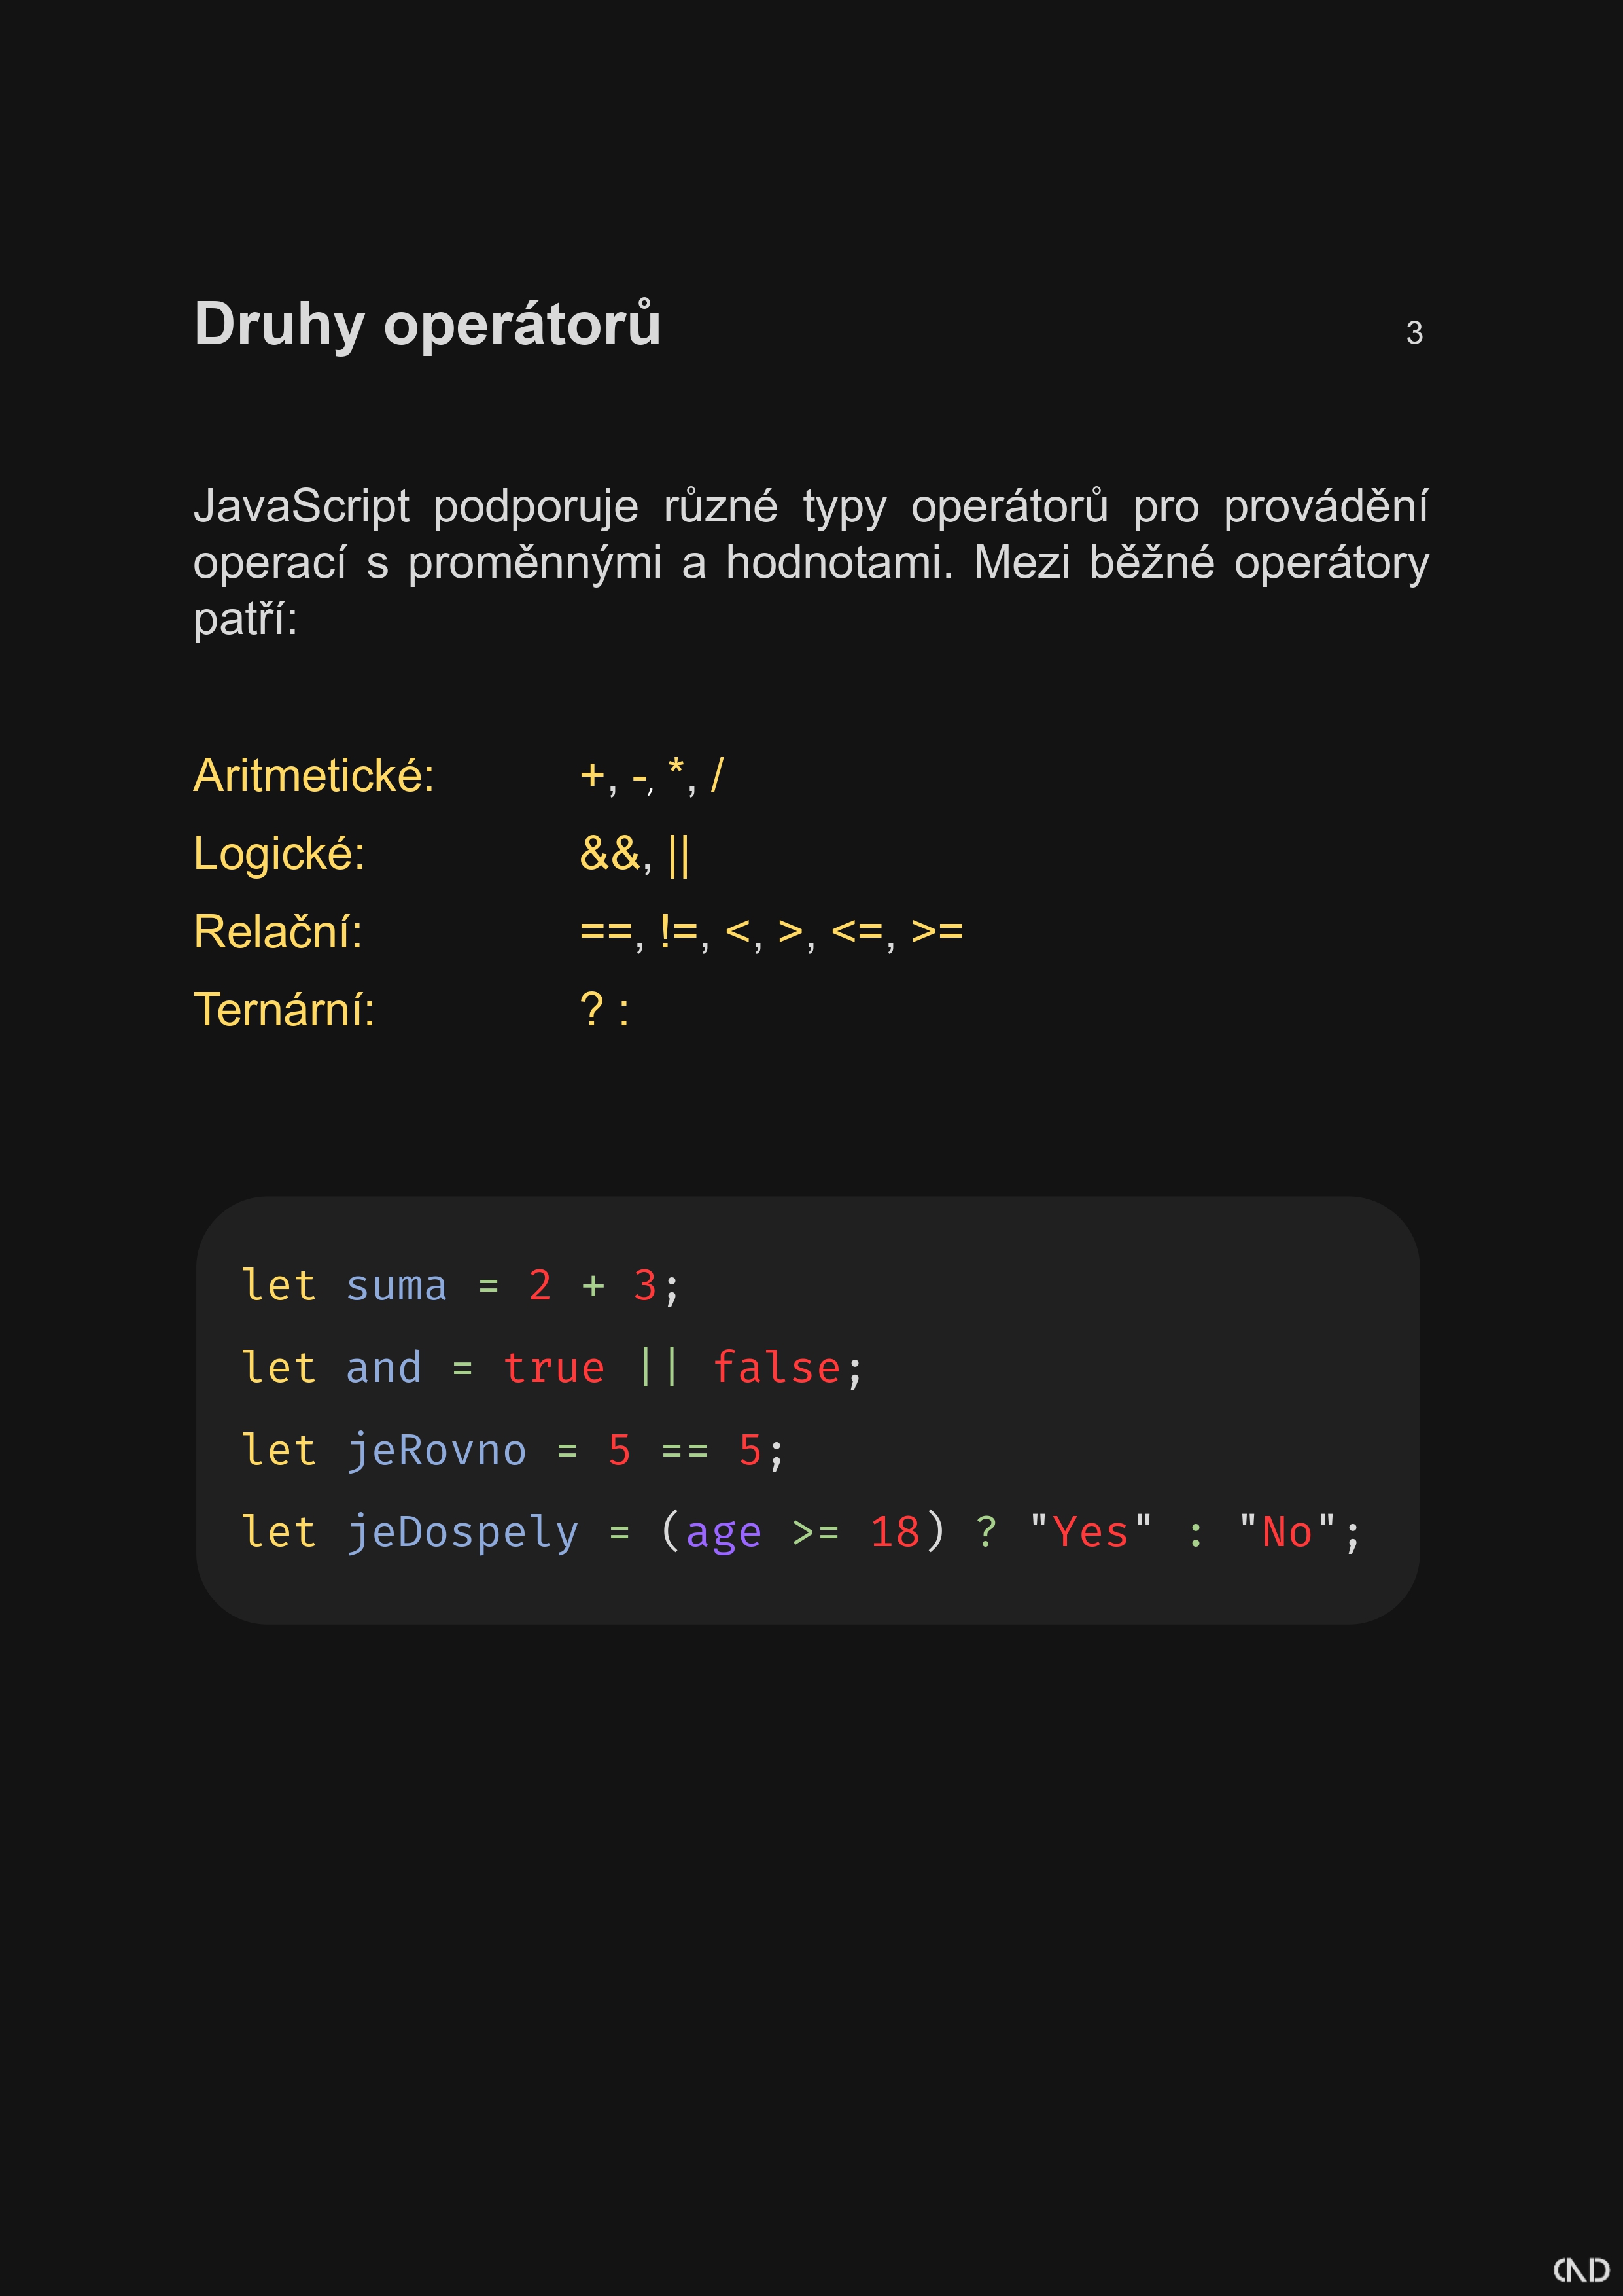 Druhy operátorů 3
JavaScript podporuje různé typy operátorů pro provádění
operací s proměnnými a hodnotami. Mezi běžné operátory
patří:
Aritmetické: +, -, *, /
Logické: &&, ||
Relační: ==, !=, <, >, <=, >=
Ternární: ? :
let suma = 2 + 3;
let and = true || false;
let jeRovno = 5 == 5;
let jeDospely = (age >= 18) ? "Yes" : "No";
CND